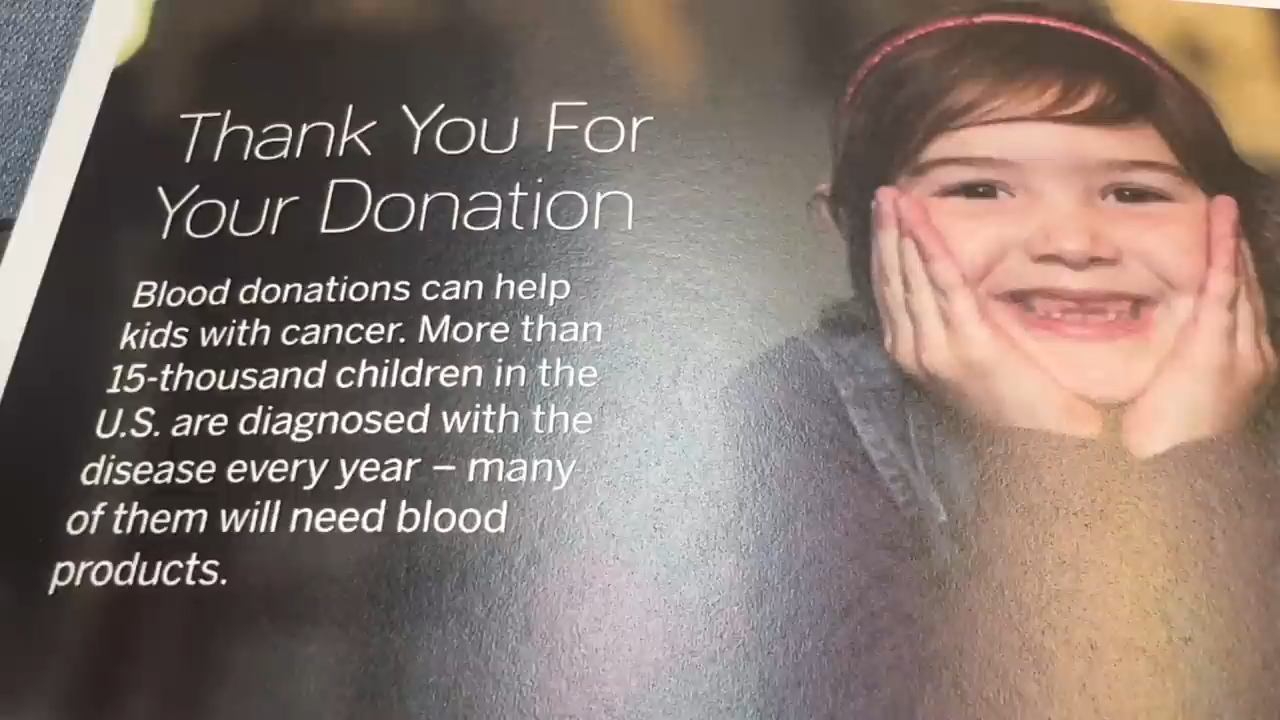 Thank You For
Your Donation
Blood donations can help
kids with cancer. More than
15-thousand children in the
U.S. are diagnosed with the
disease every year – many
of them will need blood
products.